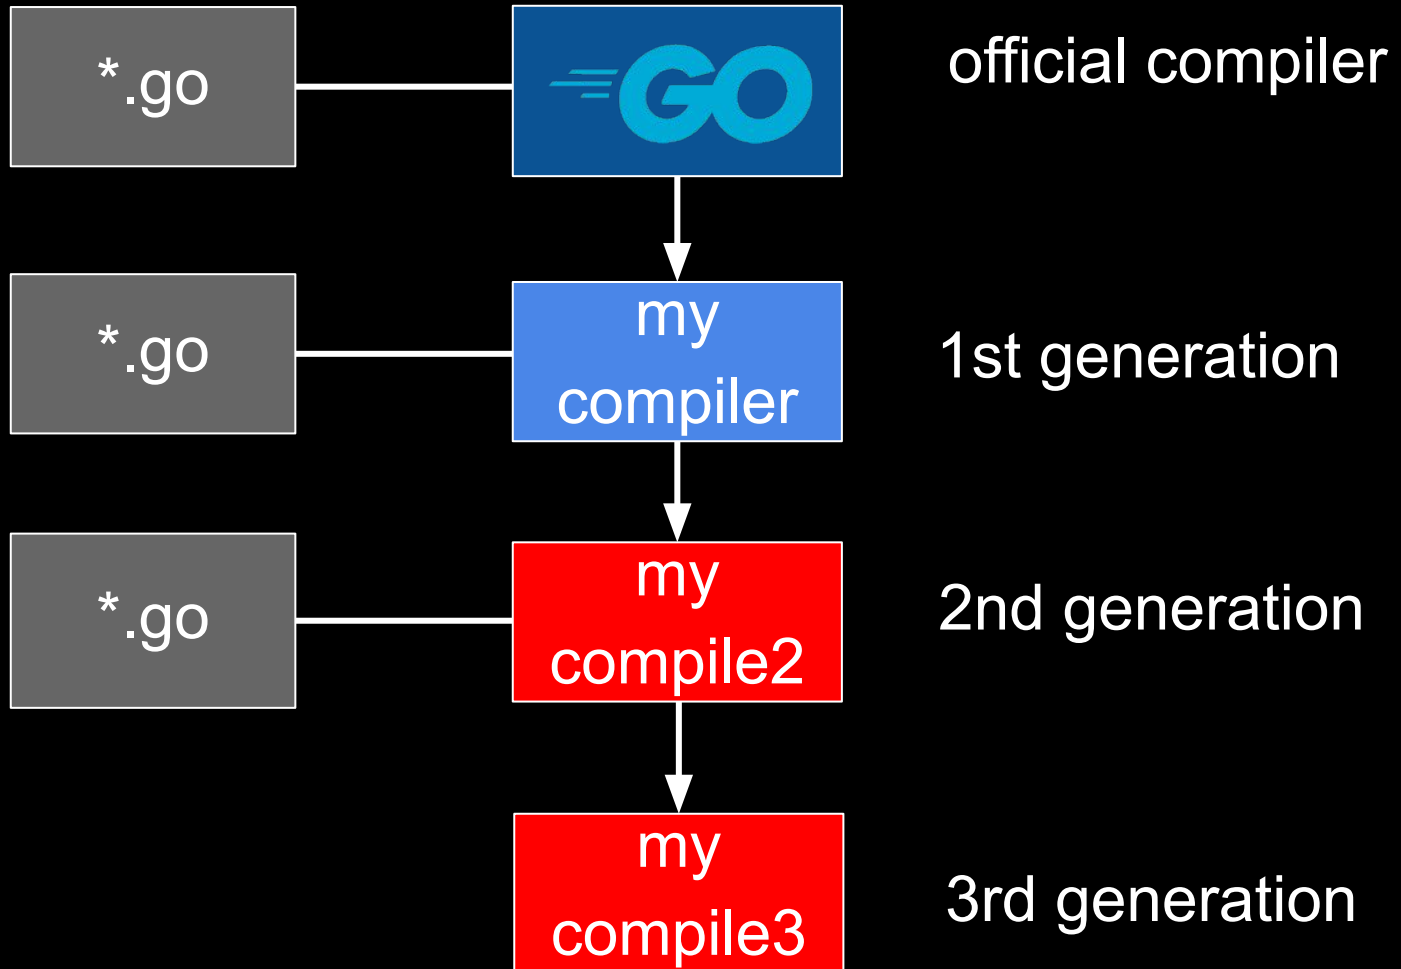 *.go
GO
official compiler
*.go
my
compiler
1st generation
*.go
my
compile2
2nd generation
my
compile3
3rd generation